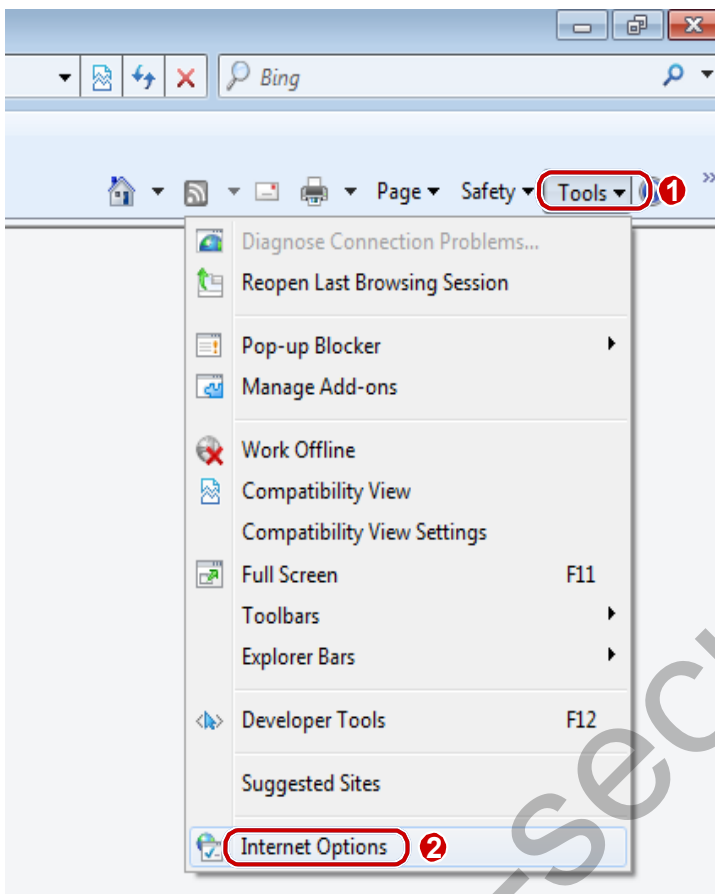 Bing
Page Safety Tools 1
»
Diagnose Connection Problems...
Reopen Last Browsing Session
Pop-up Blocker
Manage Add-ons
Work Offline
Compatibility View
Compatibility View Settings
Full Screen F11
Toolbars
Explorer Bars
Developer Tools F12
Suggested Sites
Internet Options 2